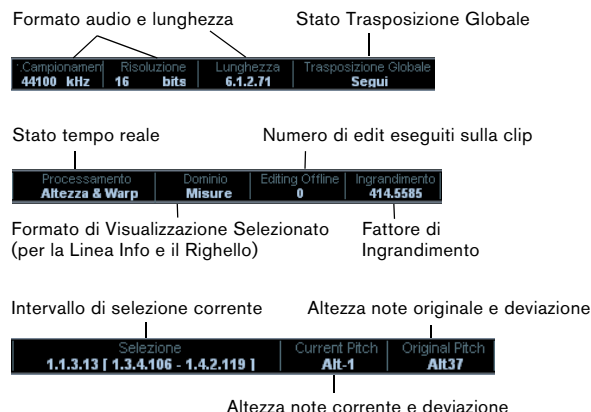 Formato audio e lunghezza Stato Trasposizione Globale
.Campionamen Risoluzione Lunghezza Trasposizione Globale
44100 kHz 16 bits 6.1.2.71 Segui
Stato tempo reale Numero di edit eseguiti sulla clip
Processamento Dominio Editing Offline Ingrandimento
Altezza & Warp Misure 0 414.5585
Formato di Visualizzazione Selezionato Fattore di
(per la Linea Info e il Righello) Ingrandimento
Intervallo di selezione corrente Altezza note originale e deviazione
Selezione Current Pitch Original Pitch
1.1.3.13 [ 1.3.4.106 - 1.4.2.119 ] Alt-1 Alt37
Altezza note corrente e deviazione